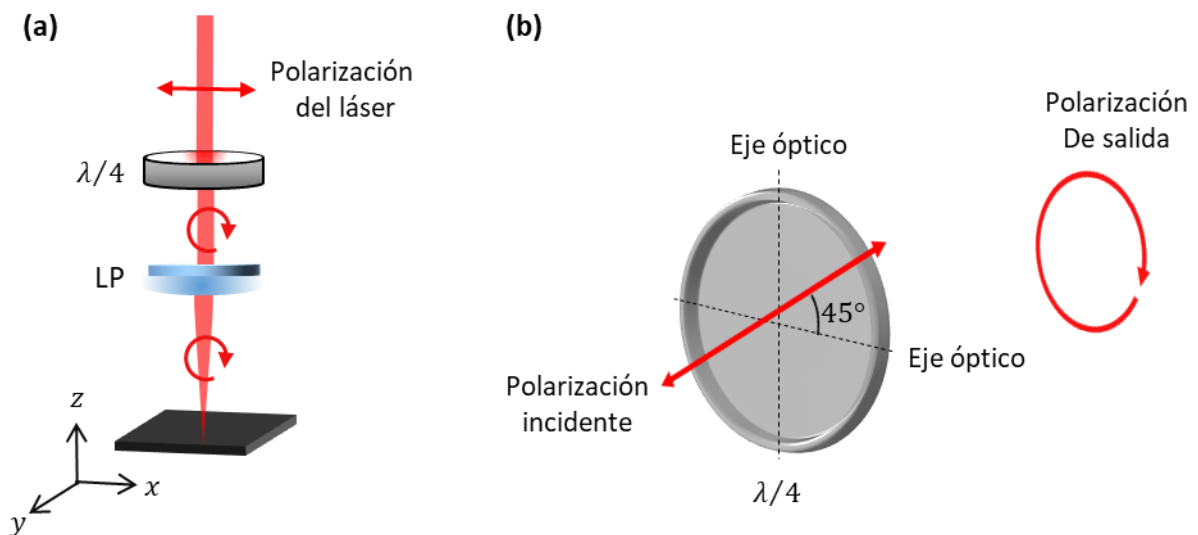 (a)
Polarización
del láser
λ/4
LP
z
x
y
(b)
Eje óptico
Polarización
De salida
45°
Eje óptico
Polarización
incidente
λ/4